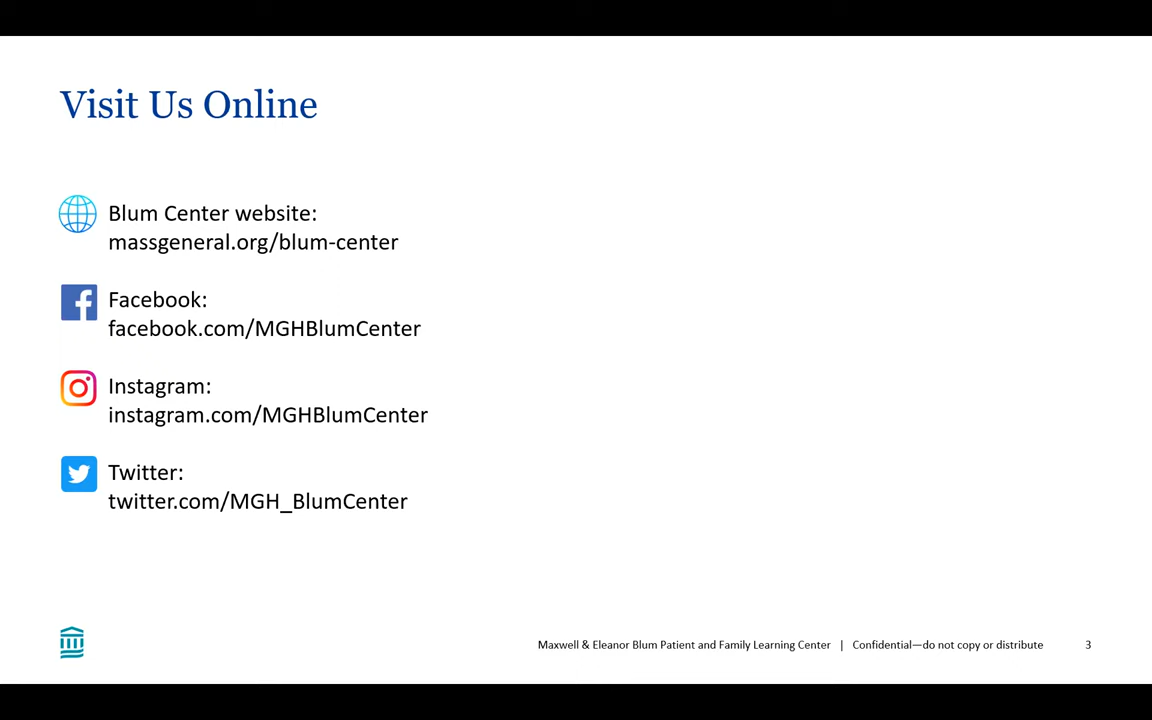 Visit Us Online
Blum Center website:
massgeneral.org/blum-center
Facebook:
facebook.com/MGHBlumCenter
Instagram:
instagram.com/MGHBlumCenter
Twitter:
twitter.com/MGH_BlumCenter
Maxwell & Eleanor Blum Patient and Family Learning Center | Confidential—do not copy or distribute 3